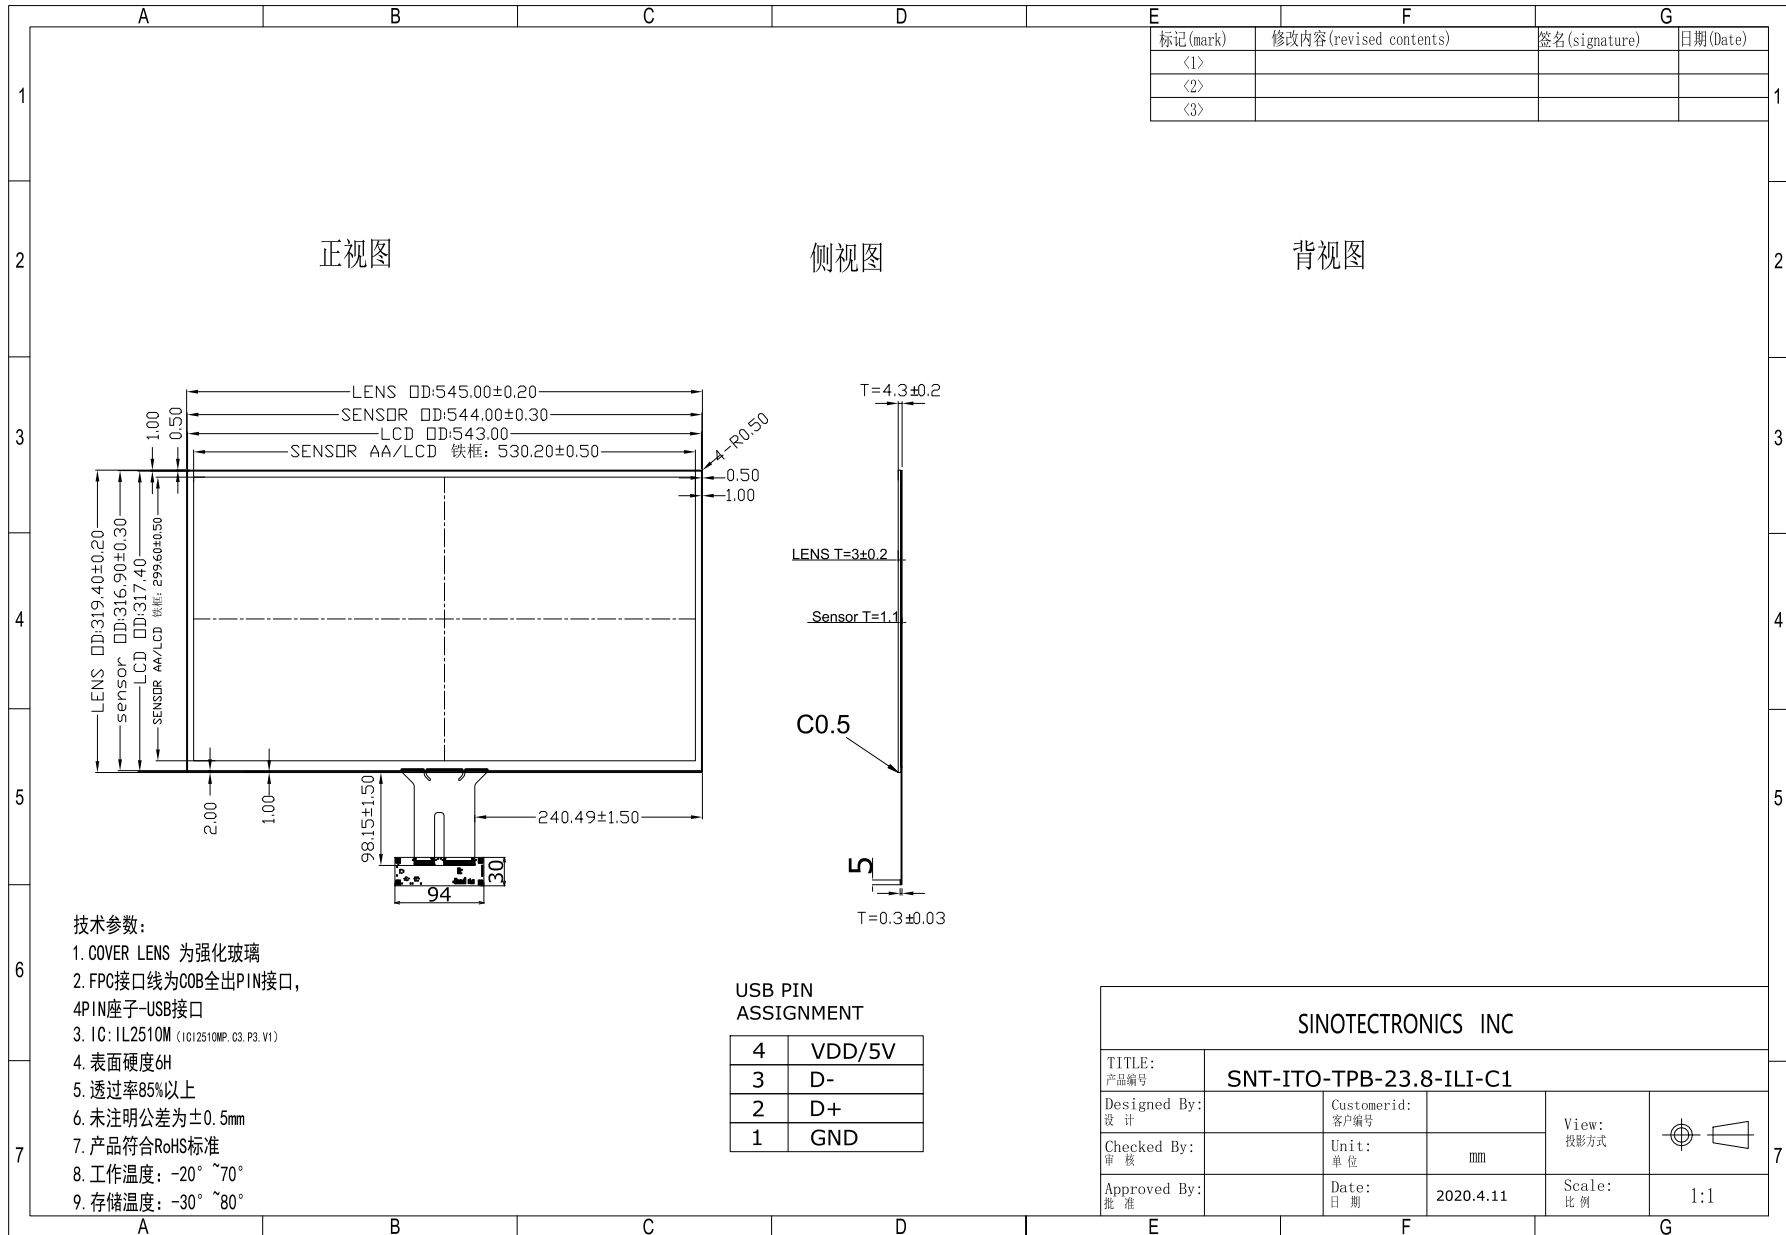 A B C D E F G
标记(mark) 修改内容(revised contents) 签名(signature) 日期(Date)
〈1〉
〈2〉
〈3〉
1 1
2 2
3 3
4 4
5 5
6
7 7
正视图 侧视图 背视图
LENS OD:545.00±0.20
SENSOR OD:544.00±0.30
LCD OD:543.00
SENSOR AA/LCD 铁框: 530.20±0.50
1.00
0.50
4-R0.50
0.50
1.00
LENS OD:319.40±0.20
sensor OD:316.90±0.30
LCD OD:317.40
SENSOR AA/LCD 铁框: 299.60±0.50
2.00
1.00
98.15±1.50
240.49±1.50
30
94
T=4.3±0.2
LENS T=3±0.2
Sensor T=1.1
C0.5
5
T=0.3±0.03
技术参数:
1. COVER LENS 为强化玻璃
2. FPC接口线为COB全出PIN接口,
4PIN座子-USB接口
3. IC: IL2510M (ICI2510MP.C3.P3.V1)
4. 表面硬度6H
5. 透过率85%以上
6. 未注明公差为±0.5mm
7. 产品符合RoHS标准
8. 工作温度: -20° ~70°
9. 存储温度: -30° ~80°
USB PIN
ASSIGNMENT
4 VDD/5V
3 D-
2 D+
1 GND
SINOTECTRONICS INC
TITLE:
产品编号
SNT-ITO-TPB-23.8-ILI-C1
Designed By:
设 计
Customerid:
客户编号
View:
投影方式
Checked By:
审 核
Unit:
单 位
mm
Approved By:
批 准
Date:
日 期
2020.4.11
Scale:
比 例
1:1
A B C D E F G